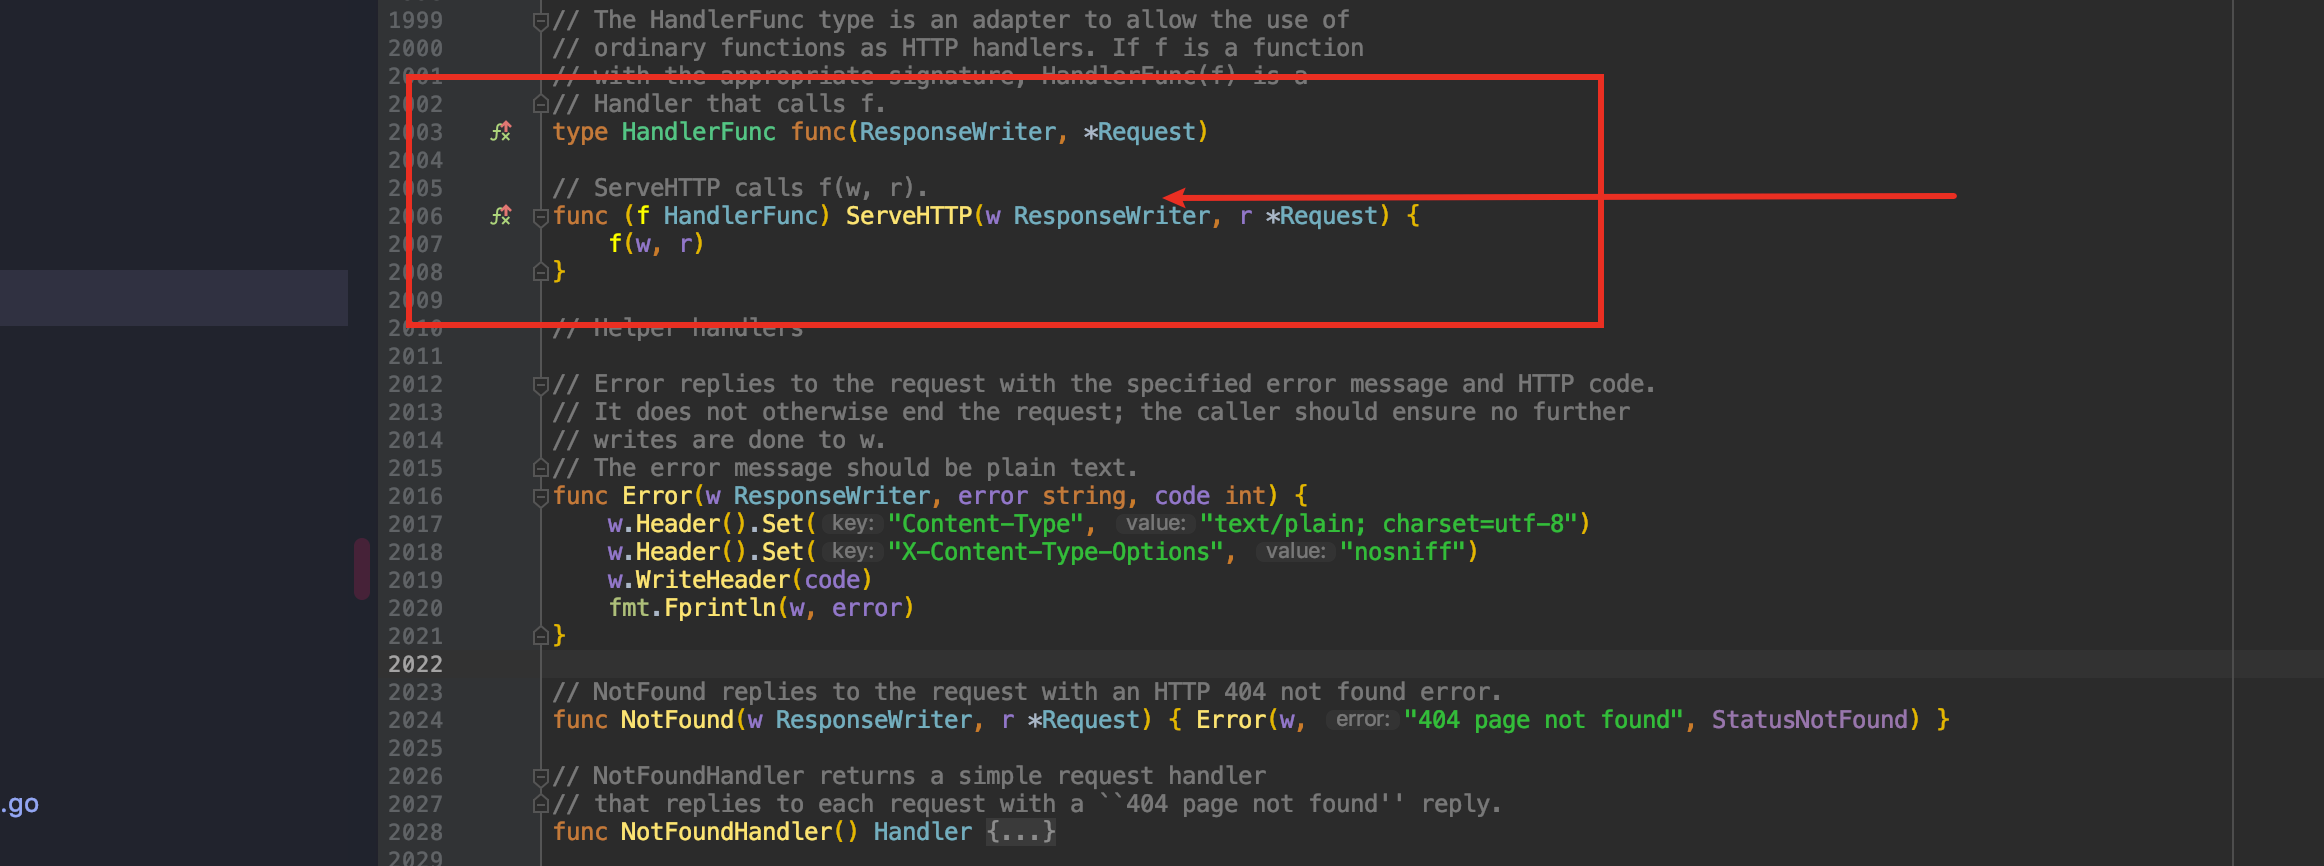 1999 // The HandlerFunc type is an adapter to allow the use of
2000 // ordinary functions as HTTP handlers. If f is a function
2001 // with the appropriate signature, HandlerFunc(f) is a
2002 // Handler that calls f.
2003 type HandlerFunc func(ResponseWriter, *Request)
2004
2005 // ServeHTTP calls f(w, r).
2006 func (f HandlerFunc) ServeHTTP(w ResponseWriter, r *Request) {
2007 f(w, r)
2008 }
2009
2010 // Helper handlers
2011
2012 // Error replies to the request with the specified error message and HTTP code.
2013 // It does not otherwise end the request; the caller should ensure no further
2014 // writes are done to w.
2015 // The error message should be plain text.
2016 func Error(w ResponseWriter, error string, code int) {
2017 w.Header().Set( key: "Content-Type", value: "text/plain; charset=utf-8")
2018 w.Header().Set( key: "X-Content-Type-Options", value: "nosniff")
2019 w.WriteHeader(code)
2020 fmt.Fprintln(w, error)
2021 }
2022
2023 // NotFound replies to the request with an HTTP 404 not found error.
2024 func NotFound(w ResponseWriter, r *Request) { Error(w, error: "404 page not found", StatusNotFound) }
2025
2026 // NotFoundHandler returns a simple request handler
.go
2027 // that replies to each request with a ``404 page not found'' reply.
2028 func NotFoundHandler() Handler {...}
2029